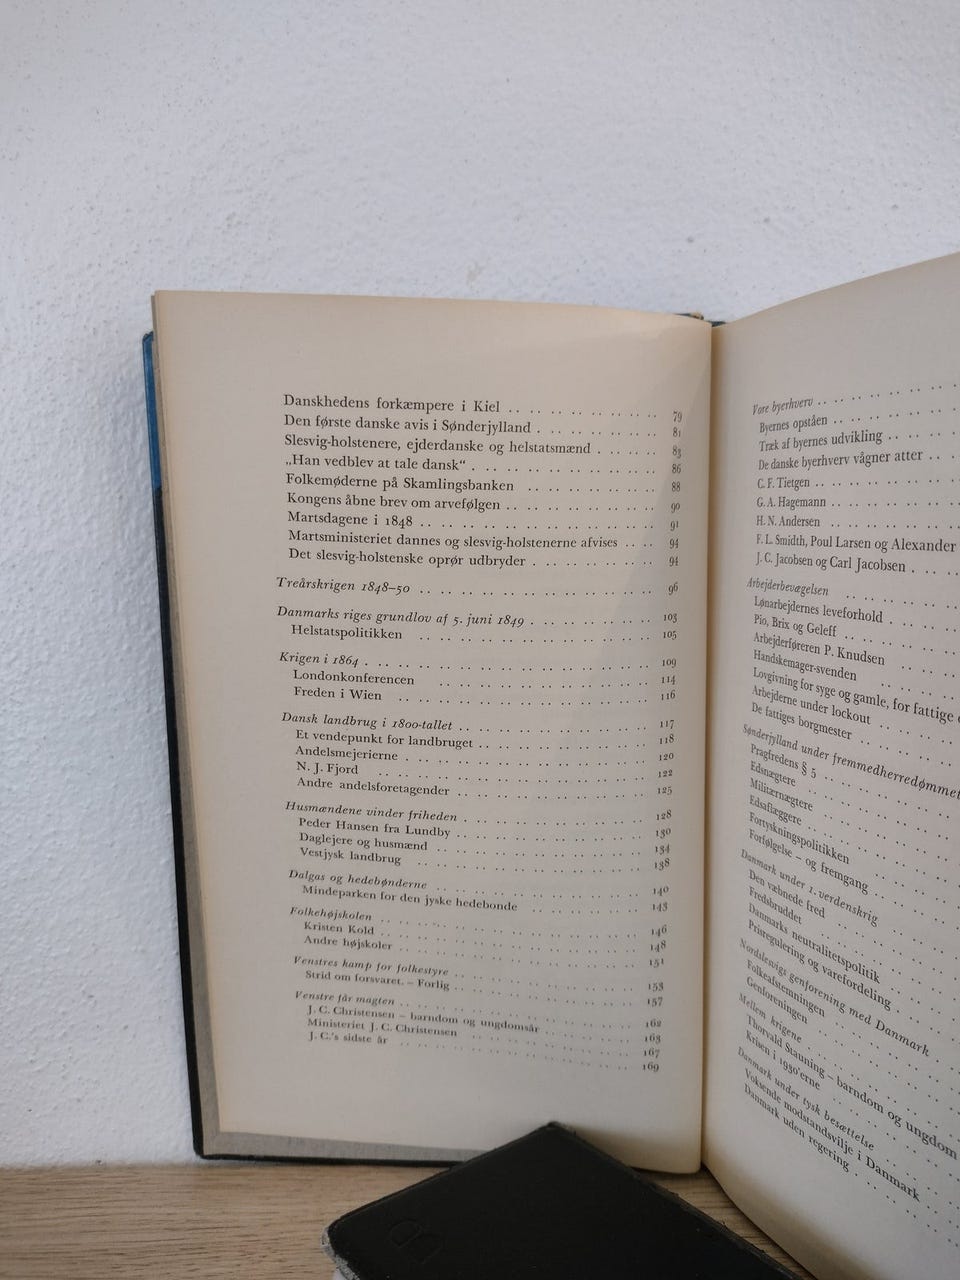 Danskhedens forkæmpere i Kiel .. .. .. .. .. .. .. .. 79
Den første danske avis i Sønderjylland . .. .. .. .. .. 81
Slesvig-holstenere, ejderdanske og helstatsmænd . .. .. .. 83
„Han vedblev at tale dansk“ . .. .. .. .. .. .. .. .. 86
Folkemøderne på Skamlingsbanken .. .. .. .. .. .. 88
Kongens åbne brev om arvefølgen .. .. .. .. .. .. .. 90
Martsdagene i 1848 .. .. .. .. .. .. .. .. .. .. .. 91
Martsministeriet dannes og slesvig-holstenerne afvises .. .. 94
Det slesvig-holstenske oprør udbryder . .. .. .. .. .. 94
Treårskrigen 1848–50 .. .. .. .. .. .. .. .. .. .. .. 96
Danmarks riges grundlov af 5. juni 1849 . .. .. .. .. .. 103
Helstatspolitikken .. .. .. .. .. .. .. .. .. .. 105
Krigen i 1864 . .. .. .. .. .. .. .. .. .. .. .. .. 109
Londonkonferencen .. .. .. .. .. .. .. .. .. 114
Freden i Wien .. .. .. .. .. .. .. .. .. .. 116
Dansk landbrug i 1800-tallet .. .. .. .. .. .. .. .. 117
Et vendepunkt for landbruget .. .. .. .. .. .. .. 118
Andelsmejerierne . .. .. .. .. .. .. .. .. .. 120
N. J. Fjord .. .. .. .. .. .. .. .. .. .. .. 122
Andre andelsforetagender .. .. .. .. .. .. .. .. 125
Husmændene vinder friheden . .. .. .. .. .. .. .. 128
Peder Hansen fra Lundby .. .. .. .. .. .. .. .. 130
Daglejere og husmænd .. .. .. .. .. .. .. .. 134
Vestjysk landbrug .. .. .. .. .. .. .. .. .. 138
Dalgas og hedebønderne .. .. .. .. .. .. .. .. .. 140
Mindeparken for den jyske hedebonde .. .. .. .. .. 143
Folkehøjskolen .. .. .. .. .. .. .. .. .. .. .. 146
Kristen Kold .. .. .. .. .. .. .. .. .. .. 148
Andre højskoler .. .. .. .. .. .. .. .. .. 151
Venstres kamp for folkestyre .. .. .. .. .. .. .. .. 153
Strid om forsvaret. – Forlig .. .. .. .. .. .. .. 157
Venstre får magten .. .. .. .. .. .. .. .. .. .. 162
J. C. Christensen – barndom og ungdomsår .. .. .. .. 163
Ministeriet J. C. Christensen .. .. .. .. .. .. .. 167
J. C.'s sidste år .. .. .. .. .. .. .. .. .. .. 169
Vore byerhverv .. .. .. .. .. ..
Byernes opståen .. .. .. .. ..
Træk af byernes udvikling .. .. ..
De danske byerhverv vågner atter .. .
C. F. Tietgen .. .. .. .. ..
G. A. Hagemann .. .. .. .. ..
H. N. Andersen .. .. .. .. ..
F. L. Smidth, Poul Larsen og Alexander
J. C. Jacobsen og Carl Jacobsen . .. .
Arbejderbevægelsen .. .. .. .. ..
Lønarbejdernes leveforhold . .. .. .
Pio, Brix og Geleff .. .. .. .. ..
Arbejderføreren P. Knudsen .. .. ..
Handskemager-svenden .. .. .. ..
Lovgivning for syge og gamle, for fattige
Arbejderne under lockout .. .. .. ..
De fattiges borgmester .. .. .. ..
Sønderjylland under fremmedherredømmet
Pragfredens § 5 .. .. .. .. ..
Edsnægtere .. .. .. .. ..
Militærnægtere .. .. .. .. ..
Edsaflæggere .. .. .. .. ..
Fortyskningspolitikken .. .. .. ..
Forfølgelse – og fremgang .. .. ..
Danmark under 1. verdenskrig .. .. ..
Den væbnede fred .. .. .. .. ..
Fredsbruddet .. .. .. .. ..
Danmarks neutralitetspolitik .. .. ..
Prisregulering og varefordeling .. ..
Nordslesvigs genforening med Danmark ..
Folkeafstemningen .. .. .. .. ..
Genforeningen .. .. .. .. ..
Mellem krigene .. .. .. .. ..
Thorvald Stauning – barndom og ungdom
Krisen i 1930'erne .. .. .. .. ..
Danmark under tysk besættelse .. .. ..
Voksende modstandsvilje i Danmark ..
Danmark uden regering .. .. .. ..